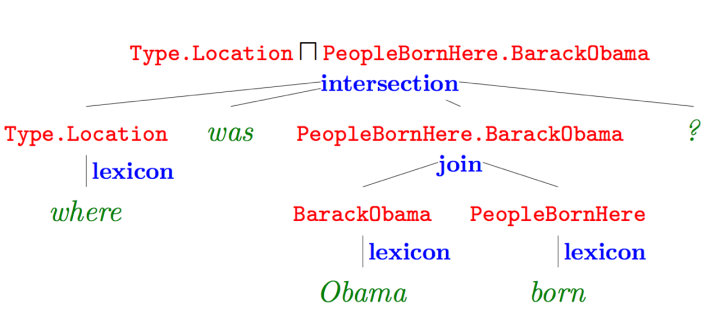 Type.Location ⊓ PeopleBornHere.BarackObama
intersection
Type.Location was PeopleBornHere.BarackObama ?
lexicon join
where BarackObama PeopleBornHere
lexicon lexicon
Obama born